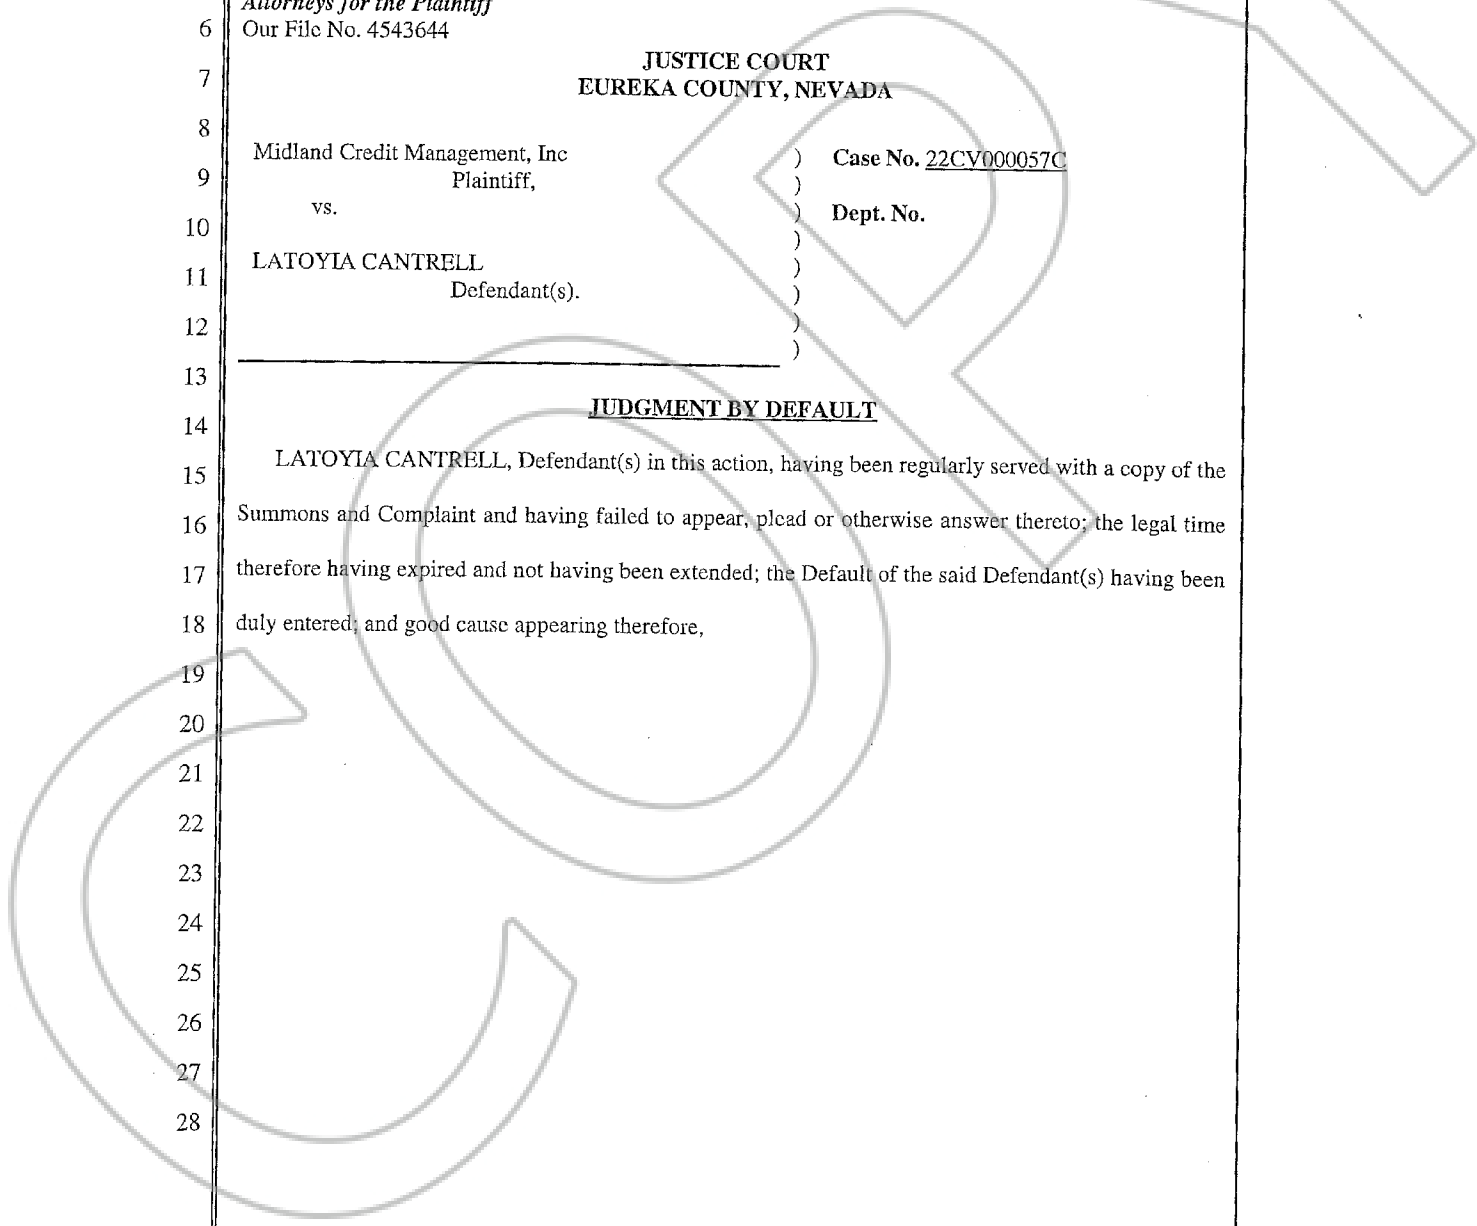 Attorneys for the Plaintiff
6 Our File No. 4543644
JUSTICE COURT
7
EUREKA COUNTY, NEVADA
8
Midland Credit Management, Inc ) Case No. 22CV000057C
9 Plaintiff, )
vs. ) Dept. No.
10 )
LATOYIA CANTRELL )
11
Defendant(s). )
12 )
)
13
JUDGMENT BY DEFAULT
14
LATOYIA CANTRELL, Defendant(s) in this action, having been regularly served with a copy of the
15
16 Summons and Complaint and having failed to appear, plead or otherwise answer thereto; the legal time
17 therefore having expired and not having been extended; the Default of the said Defendant(s) having been
18 duly entered; and good cause appearing therefore,
19
20
21
22
23
24
25
26
27
28
COPY